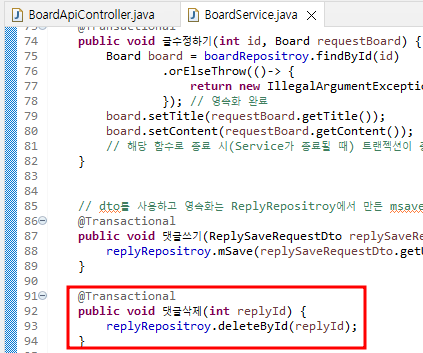 BoardApiController.java BoardService.java
@Transactional
74 public void 글수정하기(int id, Board requestBoard) {
75 Board board = boardRepositroy.findById(id)
76 .orElseThrow(()-> {
77 return new IllegalArgumentException
78 }); // 영속화 완료
79 board.setTitle(requestBoard.getTitle());
80 board.setContent(requestBoard.getContent());
81 // 해당 함수로 종료 시(Service가 종료될 때) 트랜잭션이
82 }
83
84
85 // dto를 사용하고 영속화는 ReplyRepositroy에서 만든 msave
86 @Transactional
87 public void 댓글쓰기(ReplySaveRequestDto replySaveRe
88 replyRepositroy.mSave(replySaveRequestDto.getU
89 }
90
91 @Transactional
92 public void 댓글삭제(int replyId) {
93 replyRepositroy.deleteById(replyId);
94 }